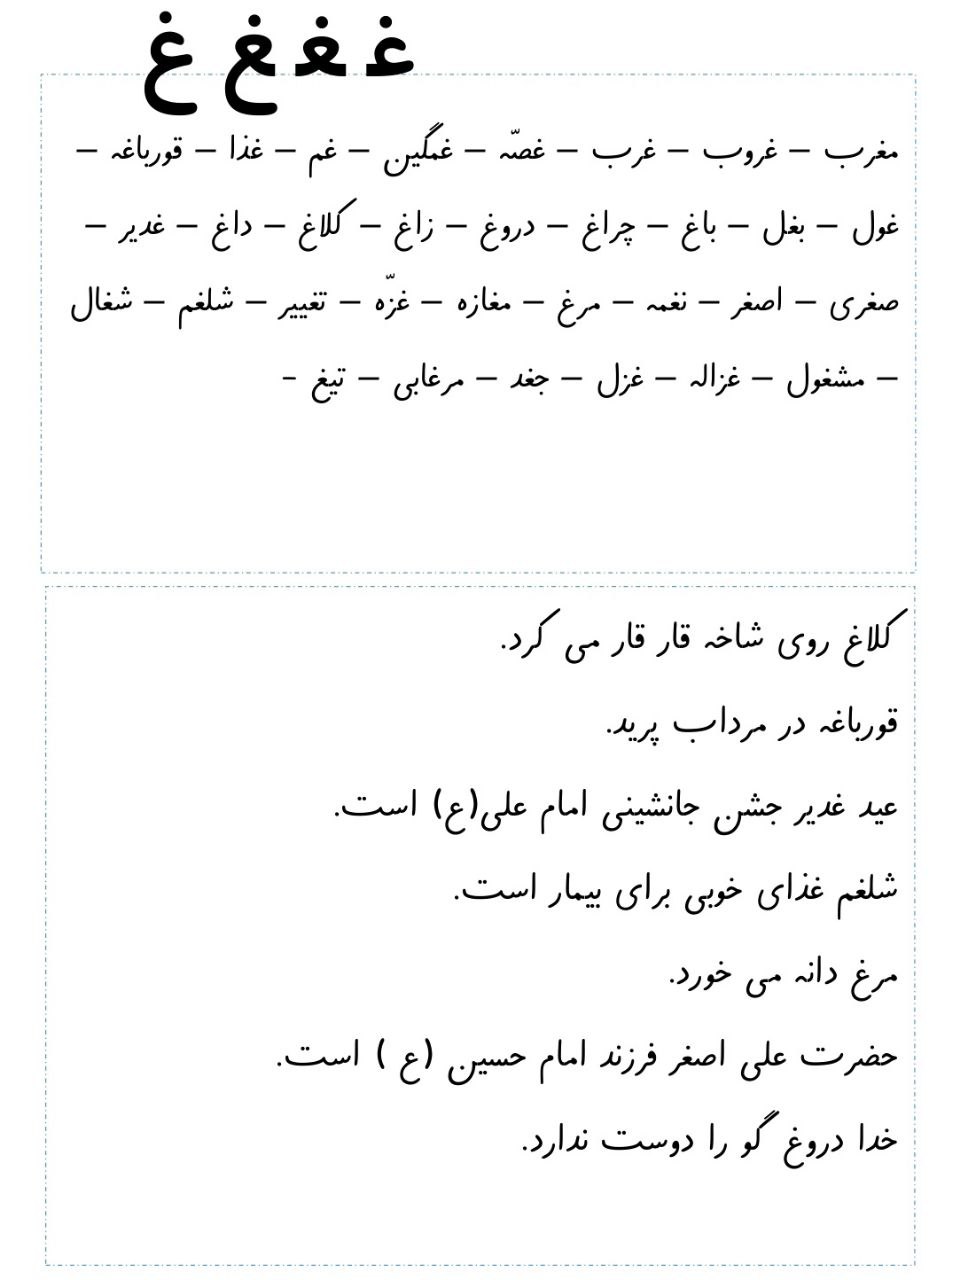 غـ ـغـ ـغ غ
مغرب – غروب – غرب – غصّه – غمگین – غم – غذا – قورباغه –
غول – بغل – باغ – چراغ – دروغ – زاغ – کلاغ – داغ – غدیر –
صغری – اصغر – نغمه – مرغ – مغازه – غزّه – تغییر – شلغم – شغال
– مشغول – غزاله – غزل – جغد – مرغابی – تیغ -
کلاغ روی شاخه قار قار می کرد.
قورباغه در مرداب پرید.
عید غدیر جشن جانشینی امام علی(ع) است.
شلغم غذای خوبی برای بیمار است.
مرغ دانه می خورد.
حضرت علی اصغر فرزند امام حسین (ع ) است.
خدا دروغ گو را دوست ندارد.